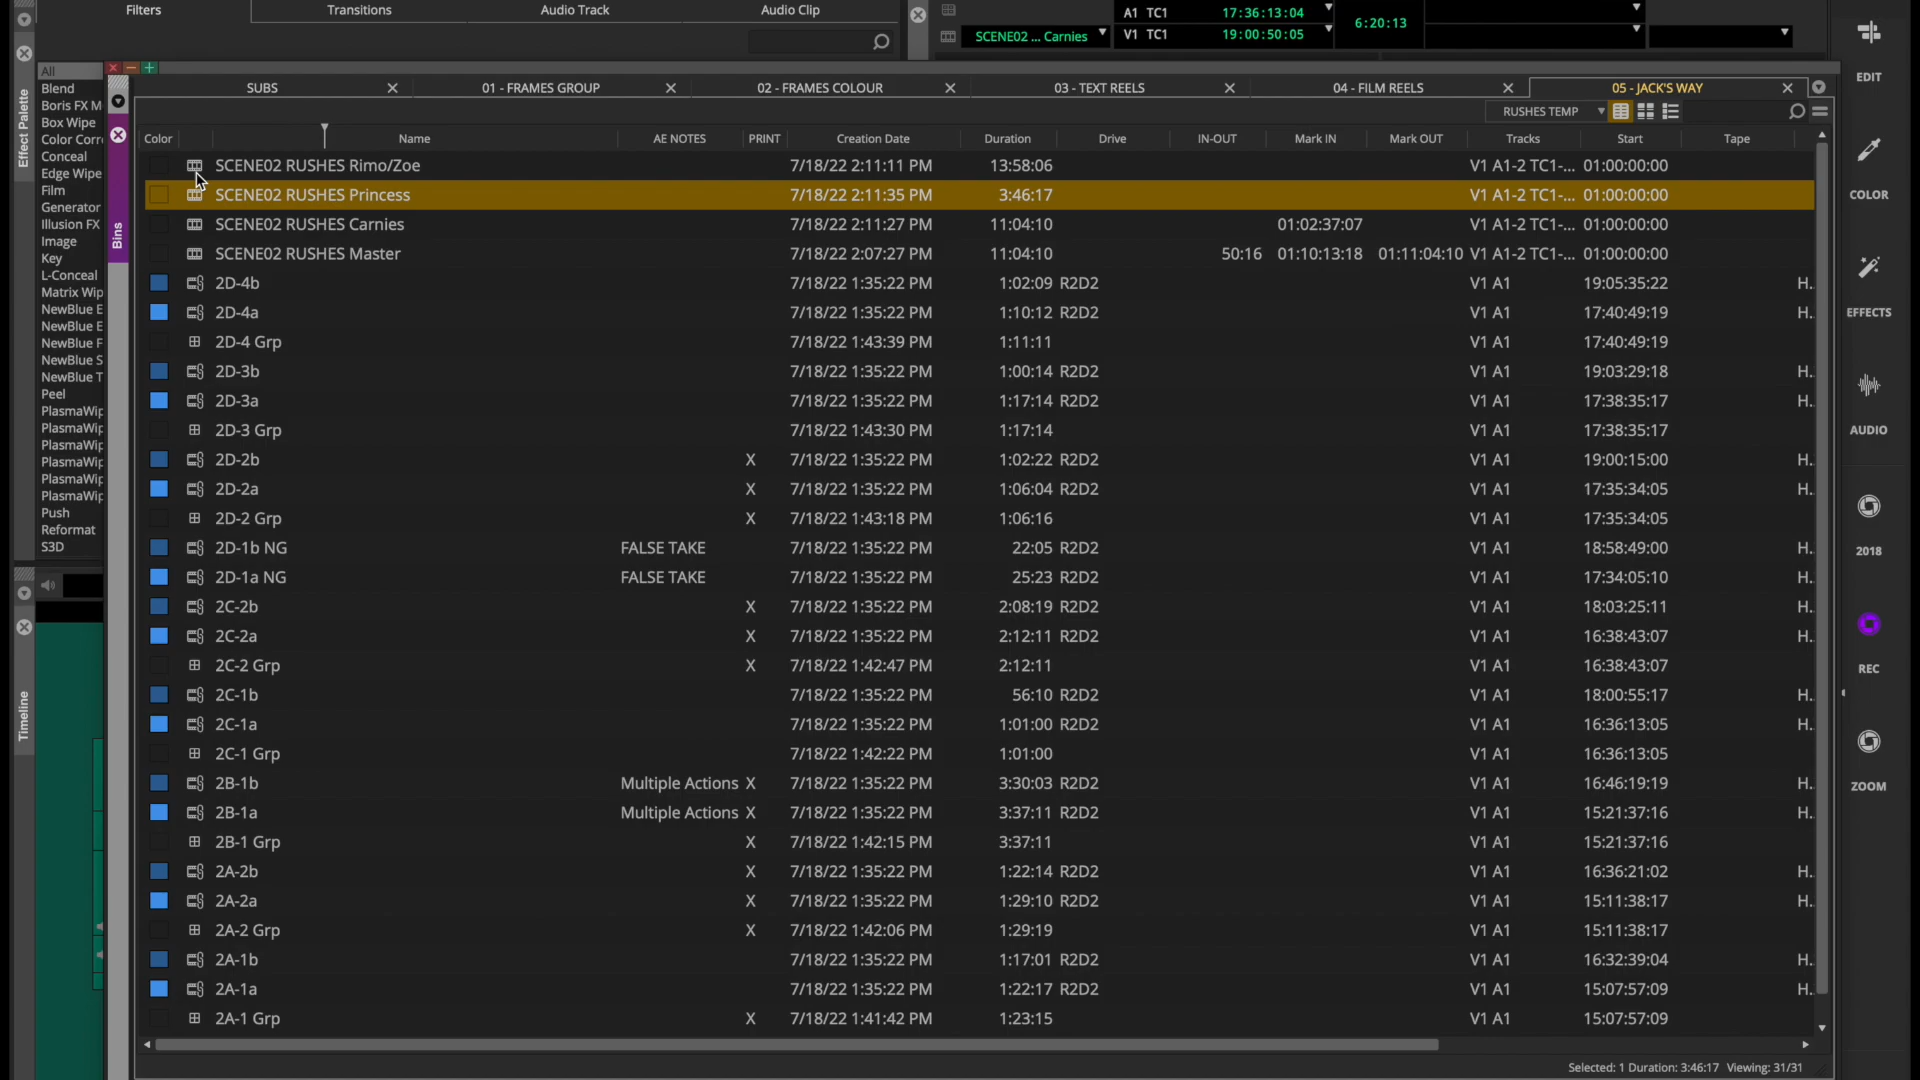 Filters Transitions Audio Track Audio Clip
A1 TC1 17:36:13:04
SCENE02 ... Carnies V1 TC1 19:00:50:05 6:20:13
SUBS 01 - FRAMES GROUP 02 - FRAMES COLOUR 03 - TEXT REELS 04 - FILM REELS 05 - JACK'S WAY
RUSHES TEMP
Color Name AE NOTES PRINT Creation Date Duration Drive IN-OUT Mark IN Mark OUT Tracks Start Tape
SCENE02 RUSHES Rimo/Zoe 7/18/22 2:11:11 PM 13:58:06 V1 A1-2 TC1-... 01:00:00:00
SCENE02 RUSHES Princess 7/18/22 2:11:35 PM 3:46:17 V1 A1-2 TC1-... 01:00:00:00
SCENE02 RUSHES Carnies 7/18/22 2:11:27 PM 11:04:10 01:02:37:07 V1 A1-2 TC1-... 01:00:00:00
SCENE02 RUSHES Master 7/18/22 2:07:27 PM 11:04:10 50:16 01:10:13:18 01:11:04:10 V1 A1-2 TC1-... 01:00:00:00
2D-4b 7/18/22 1:35:22 PM 1:02:09 R2D2 V1 A1 19:05:35:22 H..
2D-4a 7/18/22 1:35:22 PM 1:10:12 R2D2 V1 A1 17:40:49:19 H..
2D-4 Grp 7/18/22 1:43:39 PM 1:11:11 V1 A1 17:40:49:19
2D-3b 7/18/22 1:35:22 PM 1:00:14 R2D2 V1 A1 19:03:29:18 H..
2D-3a 7/18/22 1:35:22 PM 1:17:14 R2D2 V1 A1 17:38:35:17 H..
2D-3 Grp 7/18/22 1:43:30 PM 1:17:14 V1 A1 17:38:35:17
2D-2b X 7/18/22 1:35:22 PM 1:02:22 R2D2 V1 A1 19:00:15:00 H..
2D-2a X 7/18/22 1:35:22 PM 1:06:04 R2D2 V1 A1 17:35:34:05 H..
2D-2 Grp X 7/18/22 1:43:18 PM 1:06:16 V1 A1 17:35:34:05
2D-1b NG FALSE TAKE 7/18/22 1:35:22 PM 22:05 R2D2 V1 A1 18:58:49:00 H..
2D-1a NG FALSE TAKE 7/18/22 1:35:22 PM 25:23 R2D2 V1 A1 17:34:05:10 H..
2C-2b X 7/18/22 1:35:22 PM 2:08:19 R2D2 V1 A1 18:03:25:11 H..
2C-2a X 7/18/22 1:35:22 PM 2:12:11 R2D2 V1 A1 16:38:43:07 H..
2C-2 Grp X 7/18/22 1:42:47 PM 2:12:11 V1 A1 16:38:43:07
2C-1b 7/18/22 1:35:22 PM 56:10 R2D2 V1 A1 18:00:55:17 H..
2C-1a 7/18/22 1:35:22 PM 1:01:00 R2D2 V1 A1 16:36:13:05 H..
2C-1 Grp 7/18/22 1:42:22 PM 1:01:00 V1 A1 16:36:13:05
2B-1b Multiple Actions X 7/18/22 1:35:22 PM 3:30:03 R2D2 V1 A1 16:46:19:19 H..
2B-1a Multiple Actions X 7/18/22 1:35:22 PM 3:37:11 R2D2 V1 A1 15:21:37:16 H..
2B-1 Grp X 7/18/22 1:42:15 PM 3:37:11 V1 A1 15:21:37:16
2A-2b X 7/18/22 1:35:22 PM 1:22:14 R2D2 V1 A1 16:36:21:02 H..
2A-2a X 7/18/22 1:35:22 PM 1:29:10 R2D2 V1 A1 15:11:38:17 H..
2A-2 Grp X 7/18/22 1:42:06 PM 1:29:19 V1 A1 15:11:38:17
2A-1b 7/18/22 1:35:22 PM 1:17:01 R2D2 V1 A1 16:32:39:04 H..
2A-1a 7/18/22 1:35:22 PM 1:22:17 R2D2 V1 A1 15:07:57:09 H..
2A-1 Grp X 7/18/22 1:41:42 PM 1:23:15 V1 A1 15:07:57:09
Selected: 1 Duration: 3:46:17 Viewing: 31/31
Effect Palette
All
Blend
Boris FX M
Box Wipe
Color Corr
Conceal
Edge Wipe
Film
Generator
Illusion FX
Image
Key
L-Conceal
Matrix Wip
NewBlue E
NewBlue E
NewBlue F
NewBlue S
NewBlue T
Peel
PlasmaWip
PlasmaWip
PlasmaWip
PlasmaWip
PlasmaWip
PlasmaWip
Push
Reformat
S3D
Bins
Timeline
EDIT
COLOR
EFFECTS
AUDIO
2018
REC
ZOOM